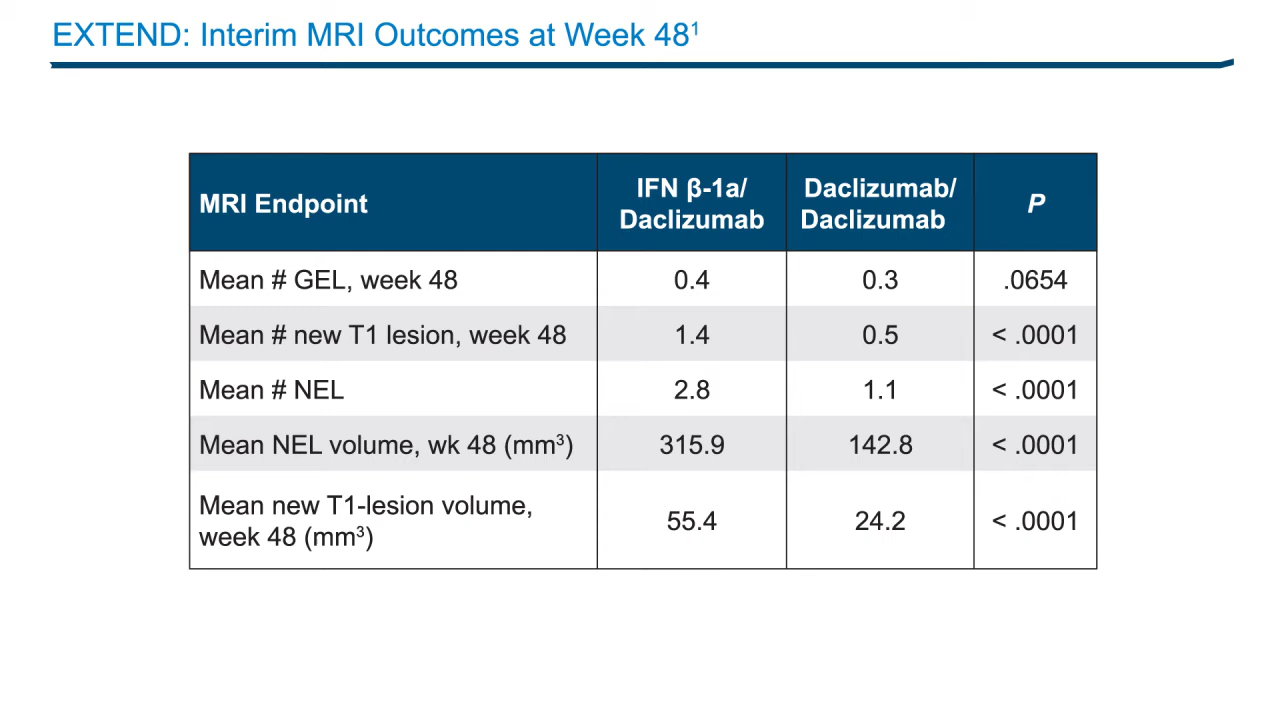 EXTEND: Interim MRI Outcomes at Week 48¹
MRI Endpoint
IFN β-1a/
Daclizumab
Daclizumab/
Daclizumab
P
Mean # GEL, week 48
0.4
0.3
.0654
Mean # new T1 lesion, week 48
1.4
0.5
< .0001
Mean # NEL
2.8
1.1
< .0001
Mean NEL volume, wk 48 (mm³)
315.9
142.8
< .0001
Mean new T1-lesion volume,
week 48 (mm³)
55.4
24.2
< .0001